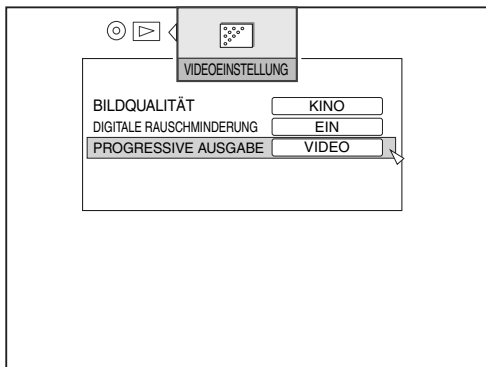 VIDEOEINSTELLUNG
BILDQUALITÄT KINO
DIGITALE RAUSCHMINDERUNG EIN
PROGRESSIVE AUSGABE VIDEO